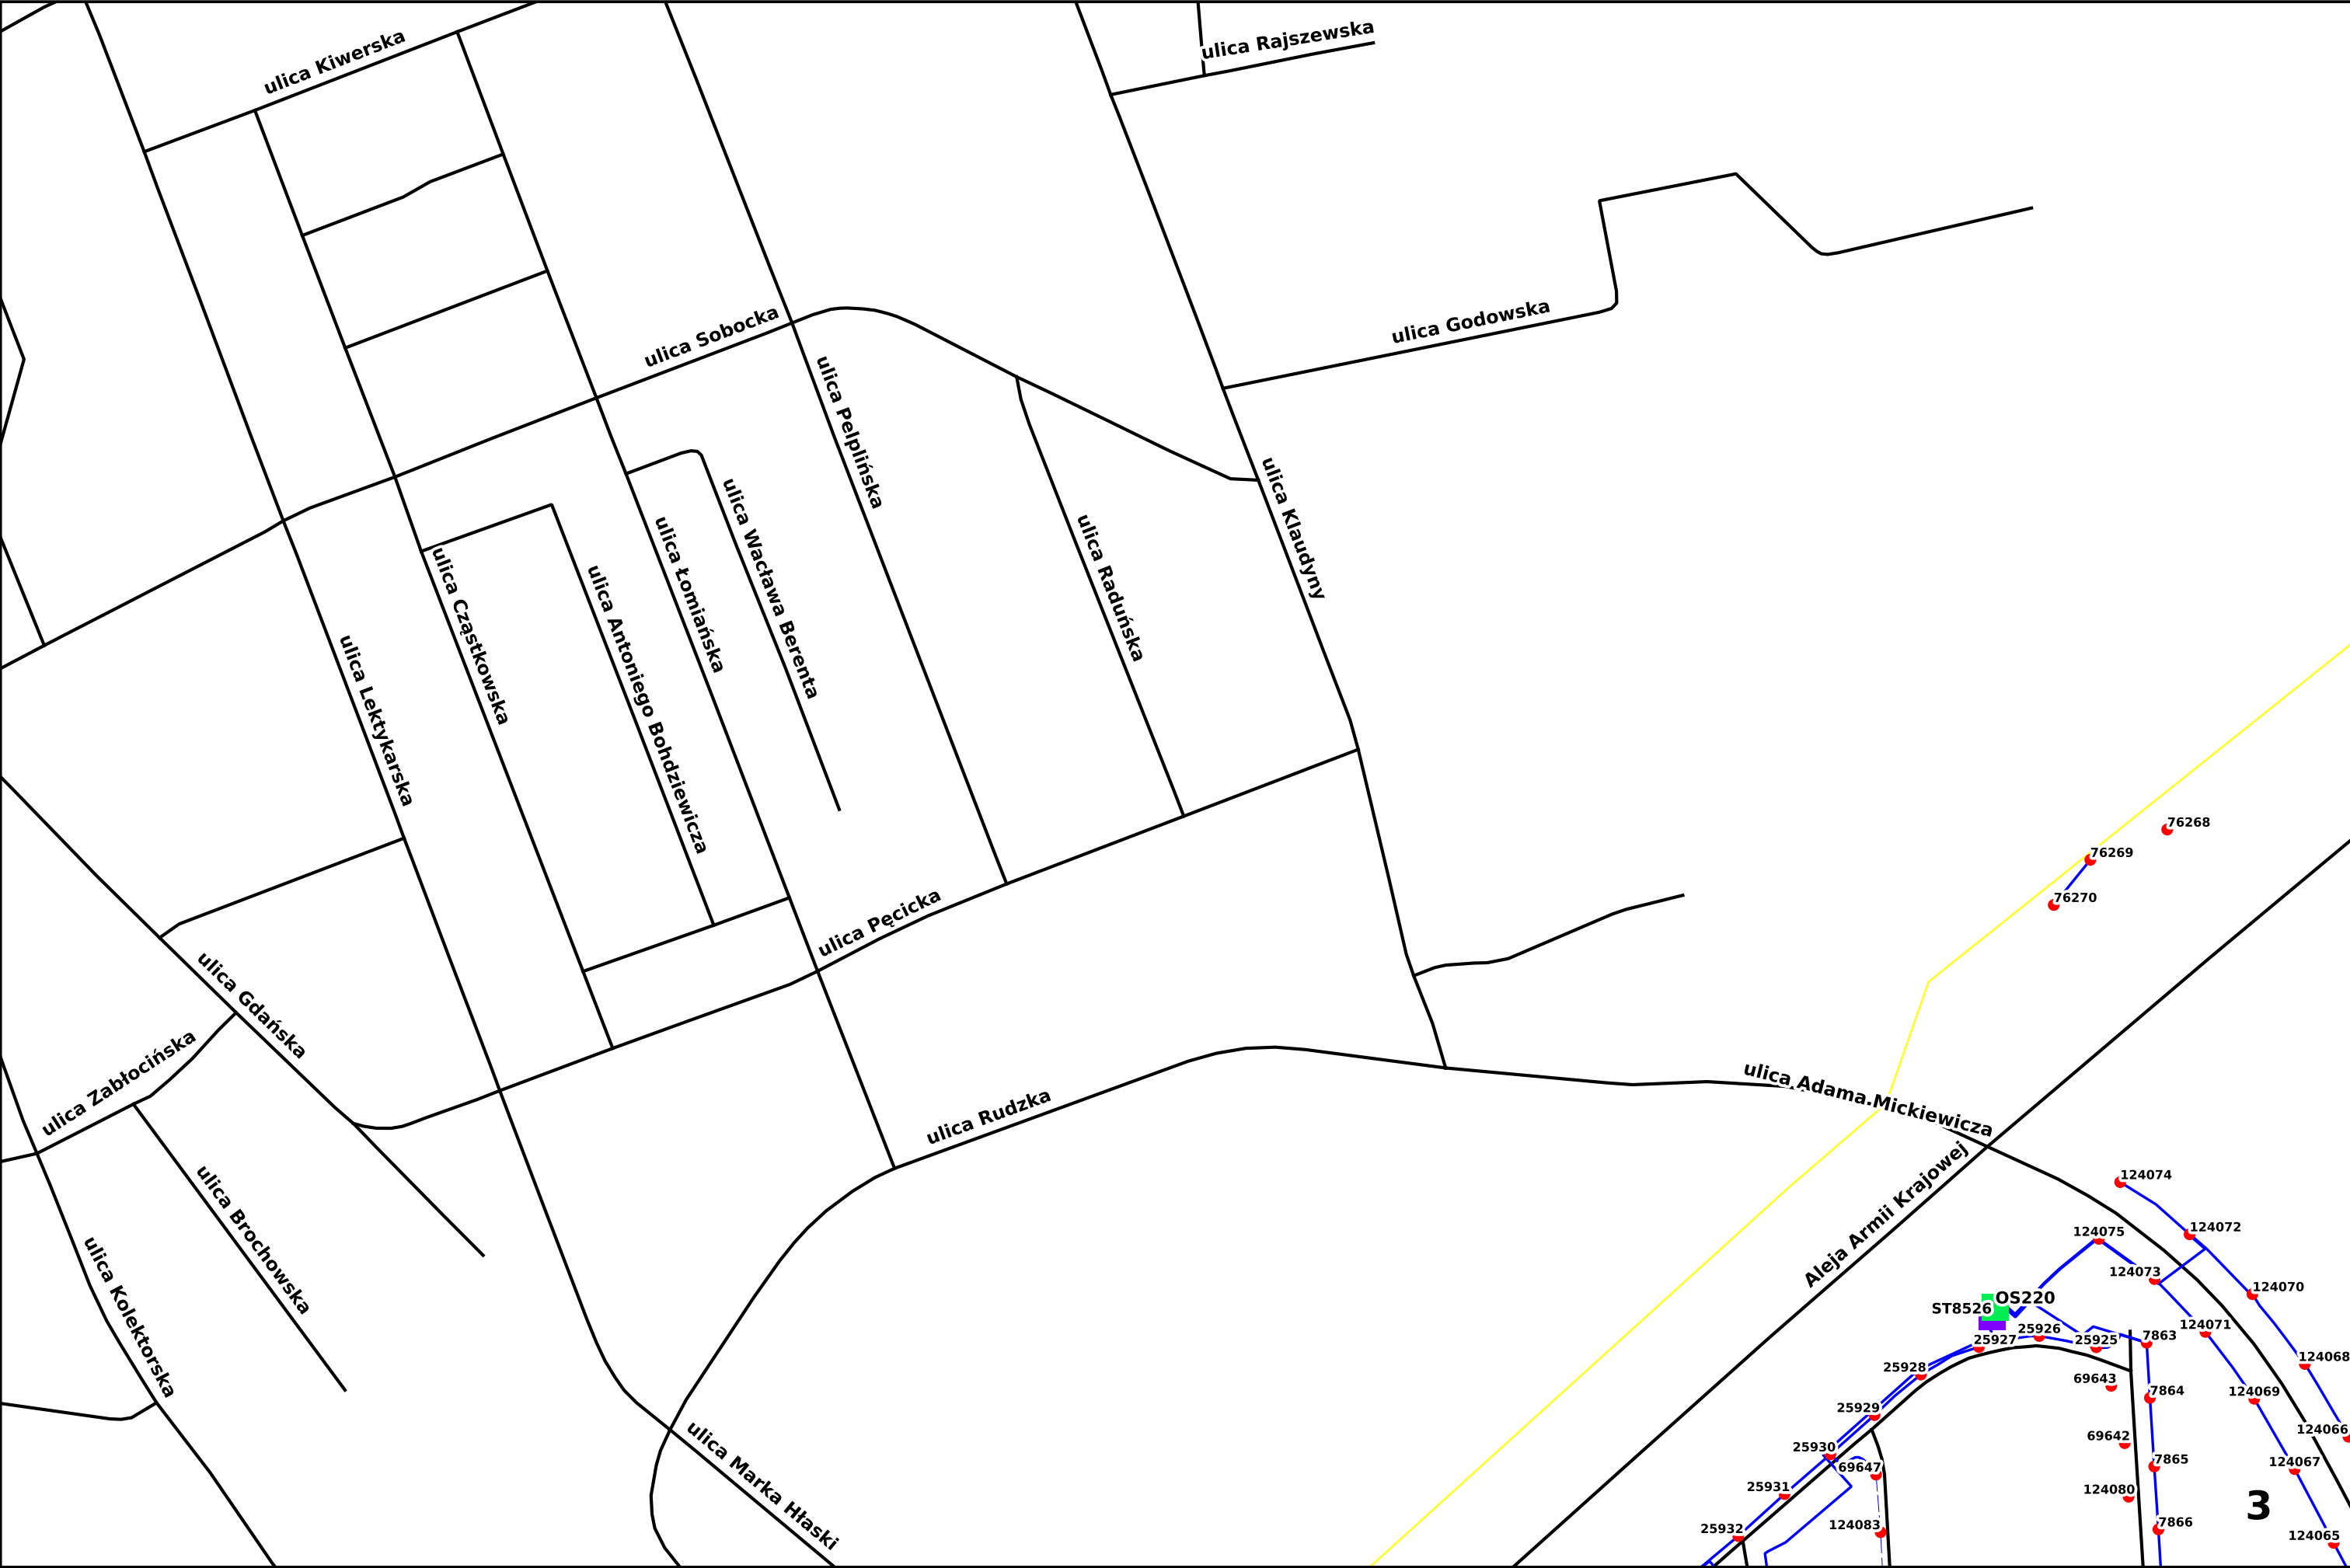 ulica Kiwerska
ulica Rajszewska
ulica Godowska
ulica Sobocka
ulica Pelplińska
ulica Klaudyny
ulica Wacława Berenta
ulica Raduńska
ulica Łomiańska
ulica Cząstkowska
ulica Antoniego Bohdziewicza
ulica Lektykarska
76268
76269
76270
ulica Pęcicka
ulica Gdańska
ulica Zabłocińska
ulica Rudzka
ulica Adama Mickiewicza
Aleja Armii Krajowej
ulica Brochowska
ulica Kolektorska
124074
124072
124075
124073
124070
OS220
ST8526
124071
25926
25927
25925
7863
124068
25928
69643
7864
124069
25929
124066
69642
25930
7865
124067
69647
25931
124080
3
ulica Marka Hłaski
25932
124083
7866
124065